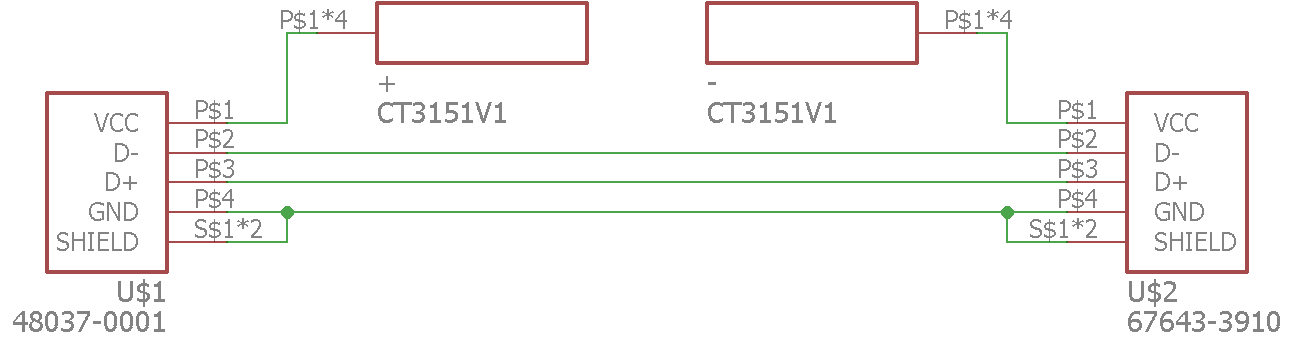 P$1*4
P$1*4
+
CT3151V1
-
CT3151V1
VCC
D-
D+
GND
SHIELD
P$1
P$2
P$3
P$4
S$1*2
U$1
48037-0001
P$1
P$2
P$3
P$4
S$1*2
VCC
D-
D+
GND
SHIELD
U$2
67643-3910